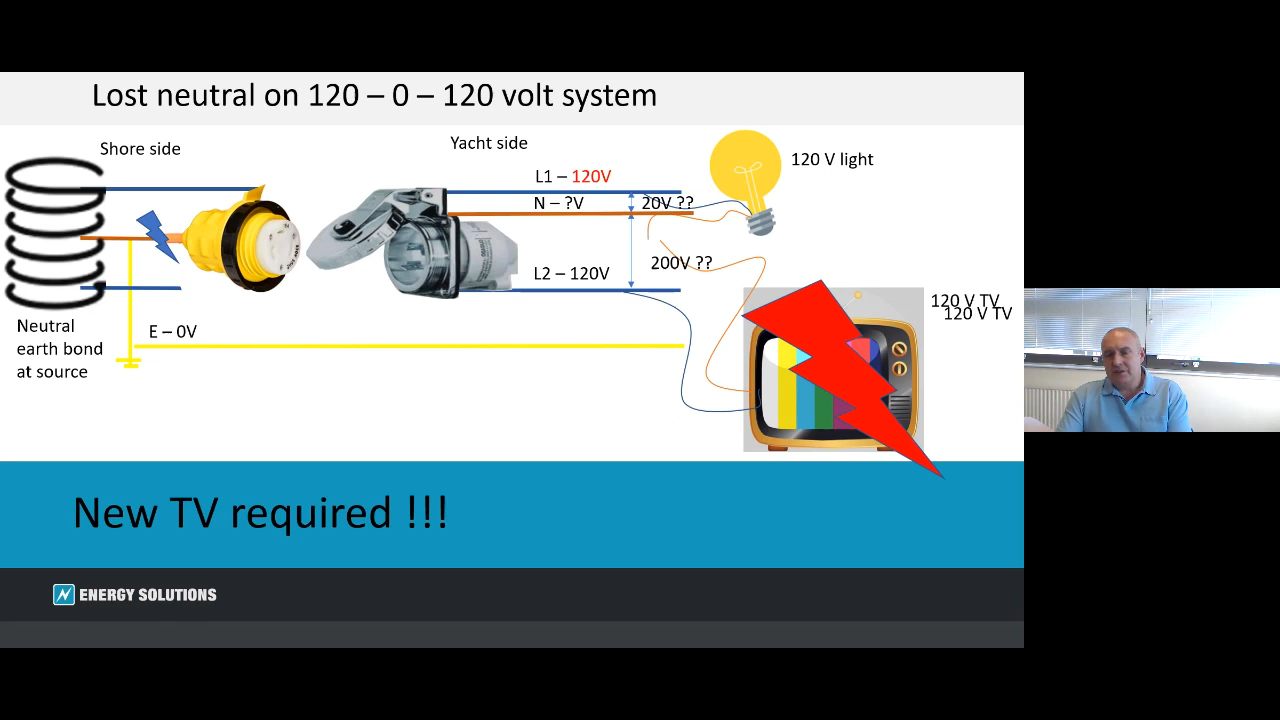 Lost neutral on 120 – 0 – 120 volt system
Shore side
Yacht side
120 V light
L1 – 120V
N – ?V
20V ??
200V ??
L2 – 120V
120 V TV
120 V TV
Neutral
earth bond
at source
E – 0V
New TV required !!!
ENERGY SOLUTIONS